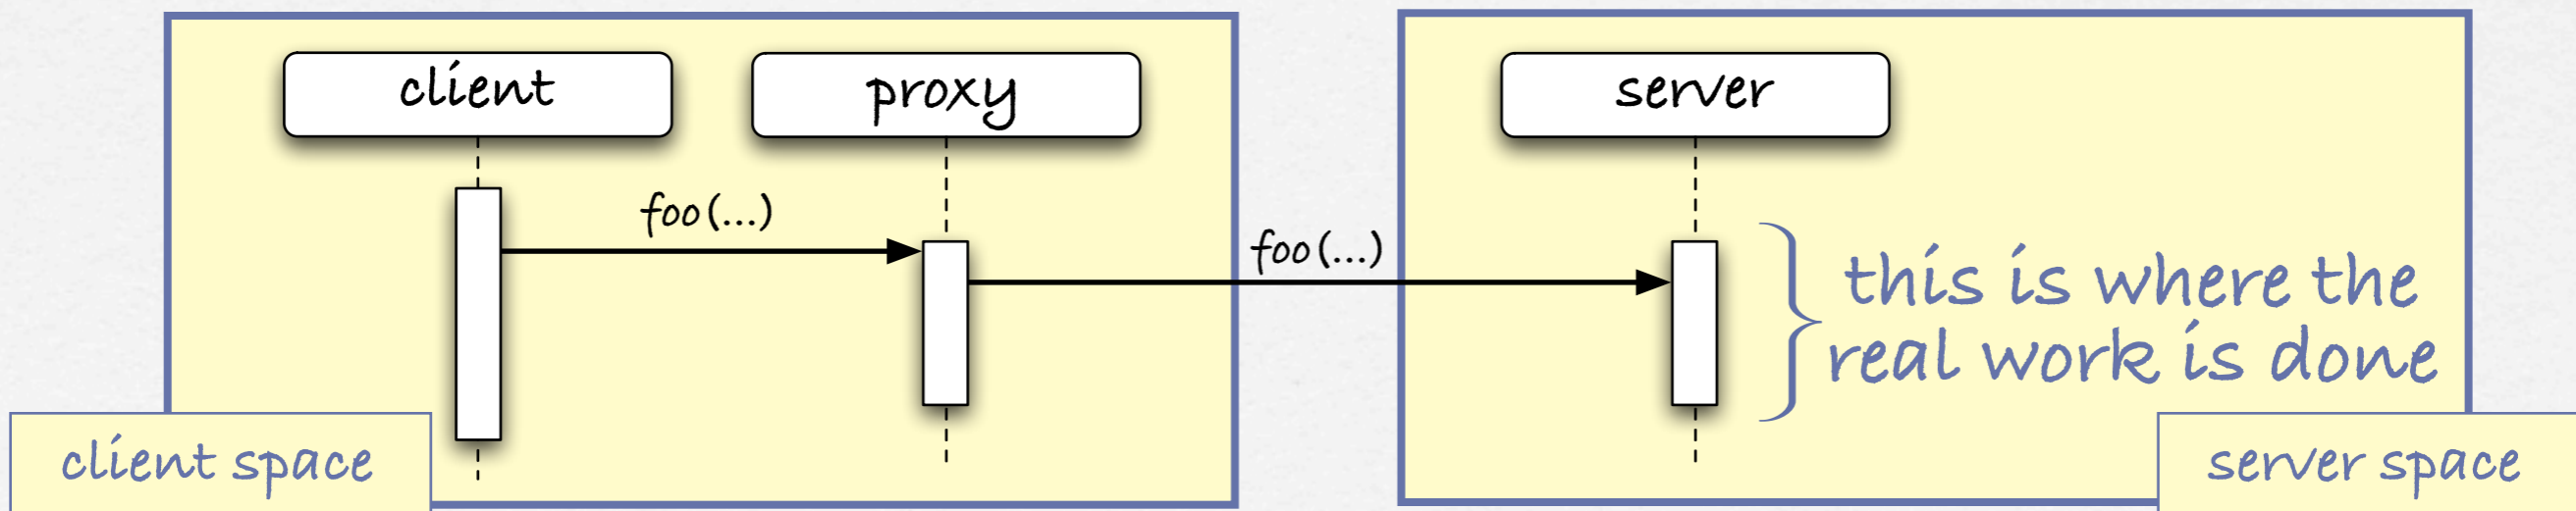 client
proxy
server
foo(...)
foo(...)
this is where the
real work is done
client space
server space